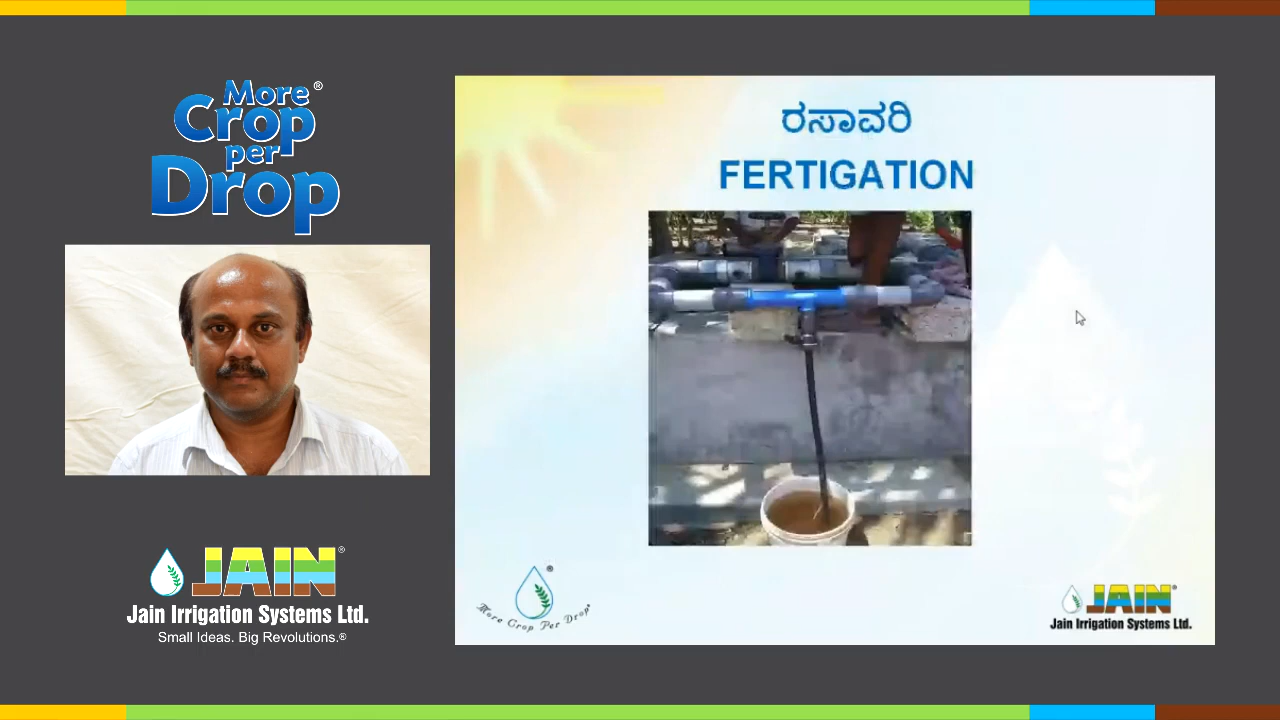 More®
Crop
per
Drop
JAIN®
Jain Irrigation Systems Ltd.
Small Ideas. Big Revolutions.®
ರಸಾವರಿ
FERTIGATION
More Crop Per Drop®
JAIN®
Jain Irrigation Systems Ltd.